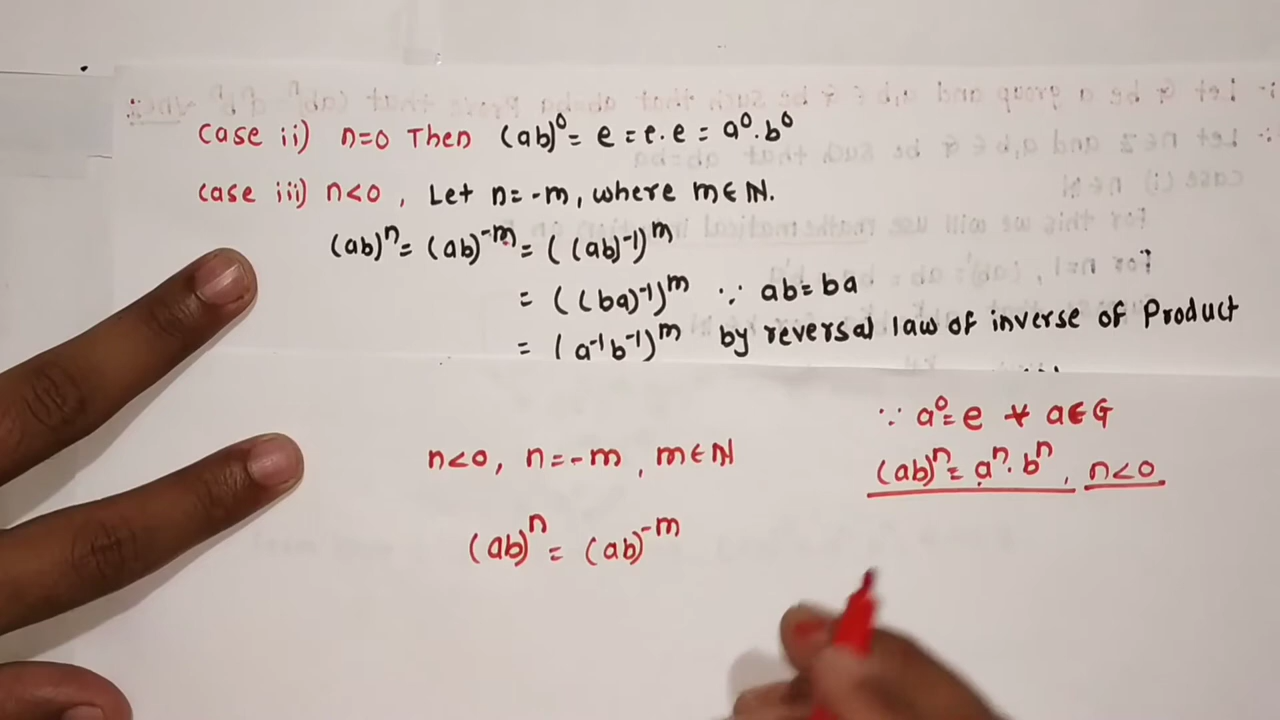 Case ii) n=0 Then (ab)⁰ = e = e.e = a⁰.b⁰
Case iii) n<0, Let n=-m, where m∈N.
(ab)ⁿ = (ab)⁻ᵐ = ((ab)⁻¹)ᵐ
= ((ba)⁻¹)ᵐ ∵ ab=ba
= (a⁻¹b⁻¹)ᵐ by reversal law of inverse of Product
∵ a⁰=e ∀ a∈G
n<0, n=-m, m∈N
(ab)ⁿ = aⁿ.bⁿ, n<0
(ab)ⁿ = (ab)⁻ᵐ